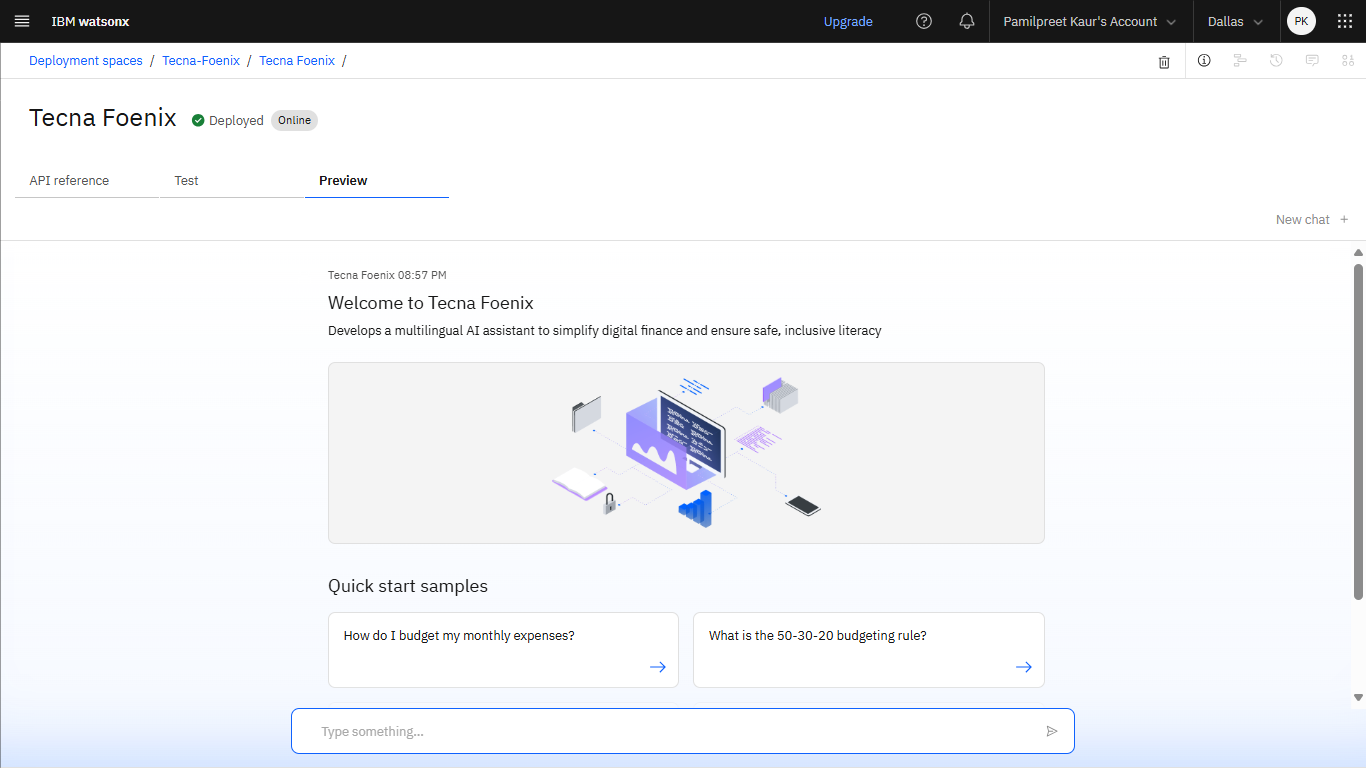 IBM watsonx Upgrade Pamilpreet Kaur's Account Dallas PK
Deployment spaces / Tecna-Foenix / Tecna Foenix /
Tecna Foenix Deployed Online
API reference Test Preview
New chat +
Tecna Foenix 08:57 PM
Welcome to Tecna Foenix
Develops a multilingual AI assistant to simplify digital finance and ensure safe, inclusive literacy
Quick start samples
How do I budget my monthly expenses? What is the 50-30-20 budgeting rule?
Type something...